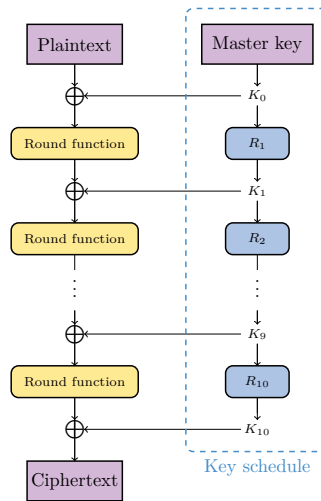 Plaintext
Master key
K0
Round function
R1
K1
Round function
R2
K9
Round function
R10
K10
Ciphertext
Key schedule